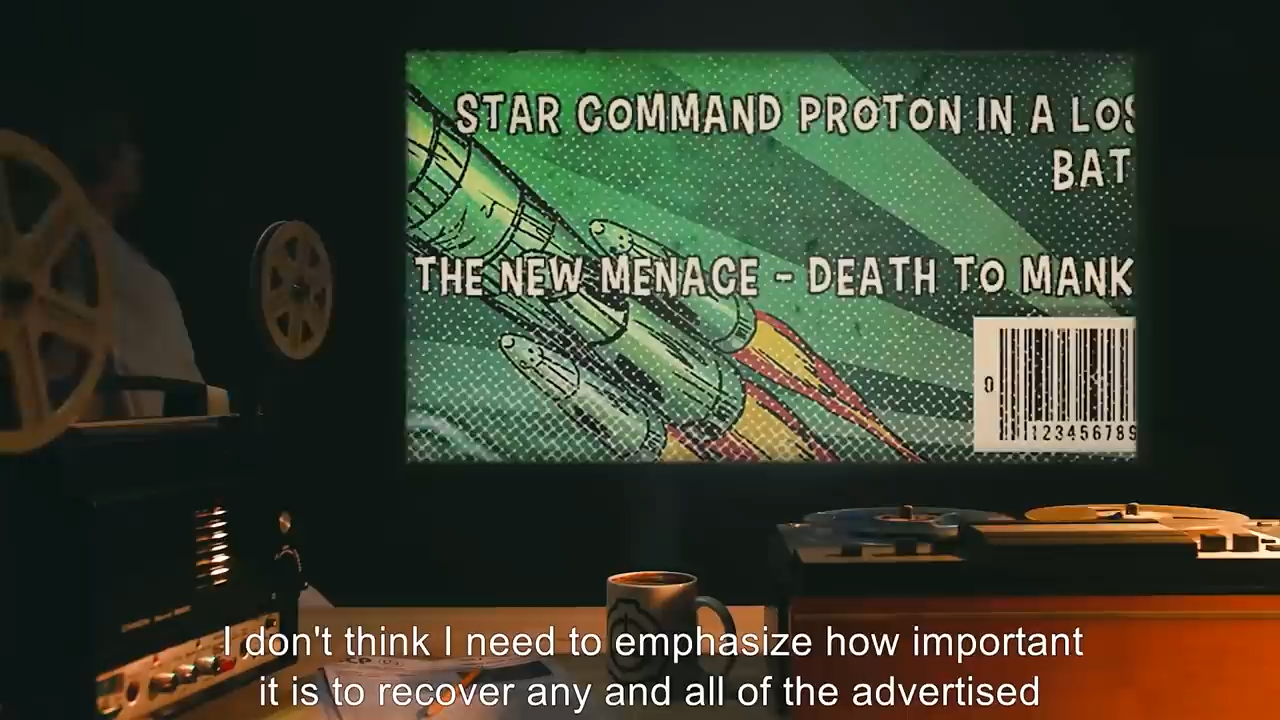 STAR COMMAND PROTON IN A LOS
BAT
THE NEW MENACE - DEATH TO MANK
0
123456789
CP
I don't think I need to emphasize how important
it is to recover any and all of the advertised